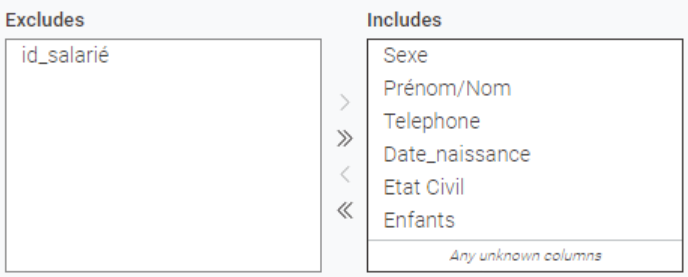 Excludes
id_salarié
Includes
Sexe
Prénom/Nom
Telephone
Date_naissance
Etat Civil
Enfants
Any unknown columns